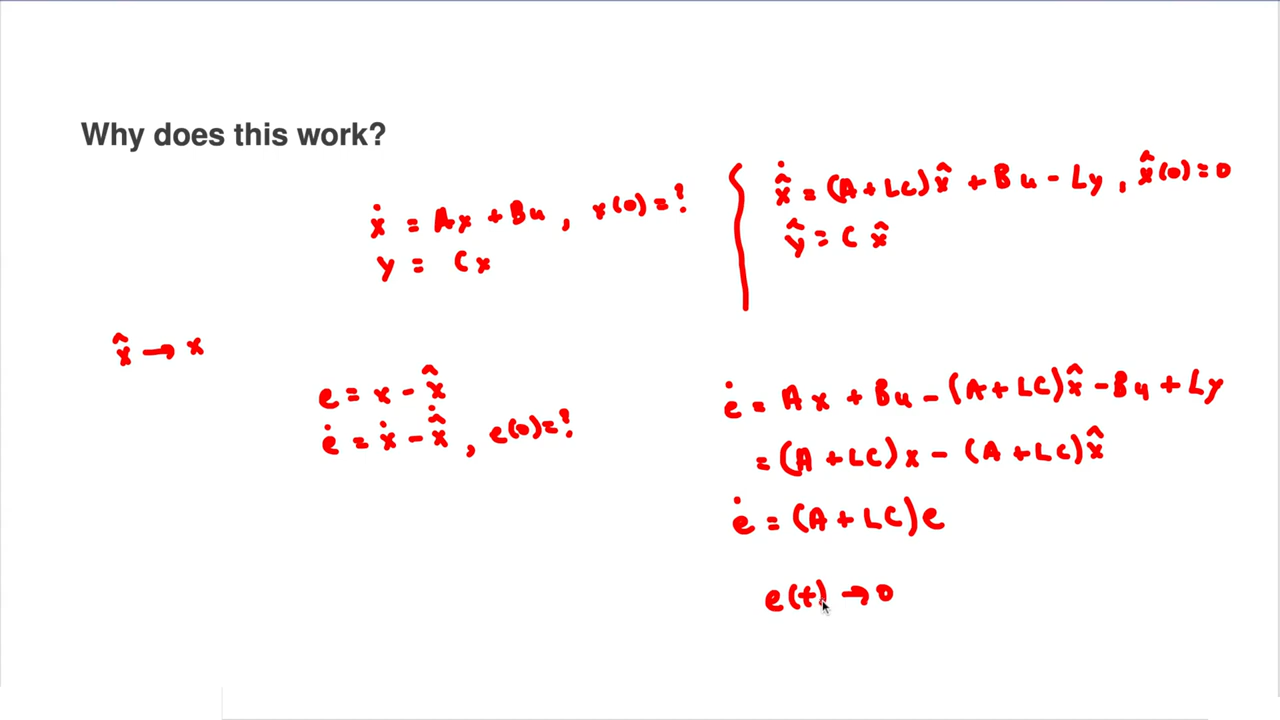 Why does this work?
ẋ = Ax + Bu , x(0) = ?
y = Cx
x̂̇ = (A + LC)x̂ + Bu - Ly , x̂(0) = 0
ŷ = C x̂
x̂ → x
e = x - x̂
ė = ẋ - x̂̇ , e(0) = ?
ė = Ax + Bu - (A + LC)x̂ - Bu + Ly
= (A + LC)x - (A + LC)x̂
ė = (A + LC)e
e(t) → 0